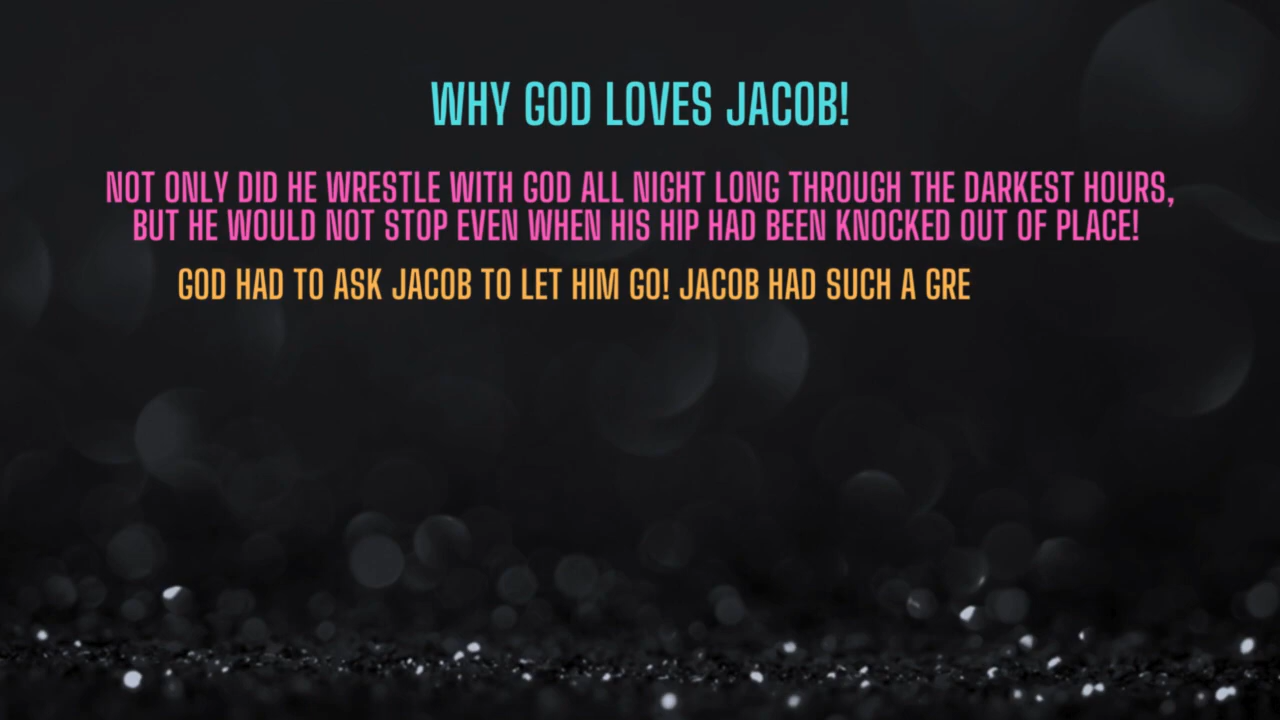 WHY GOD LOVES JACOB!
NOT ONLY DID HE WRESTLE WITH GOD ALL NIGHT LONG THROUGH THE DARKEST HOURS,
BUT HE WOULD NOT STOP EVEN WHEN HIS HIP HAD BEEN KNOCKED OUT OF PLACE!
GOD HAD TO ASK JACOB TO LET HIM GO! JACOB HAD SUCH A GRE